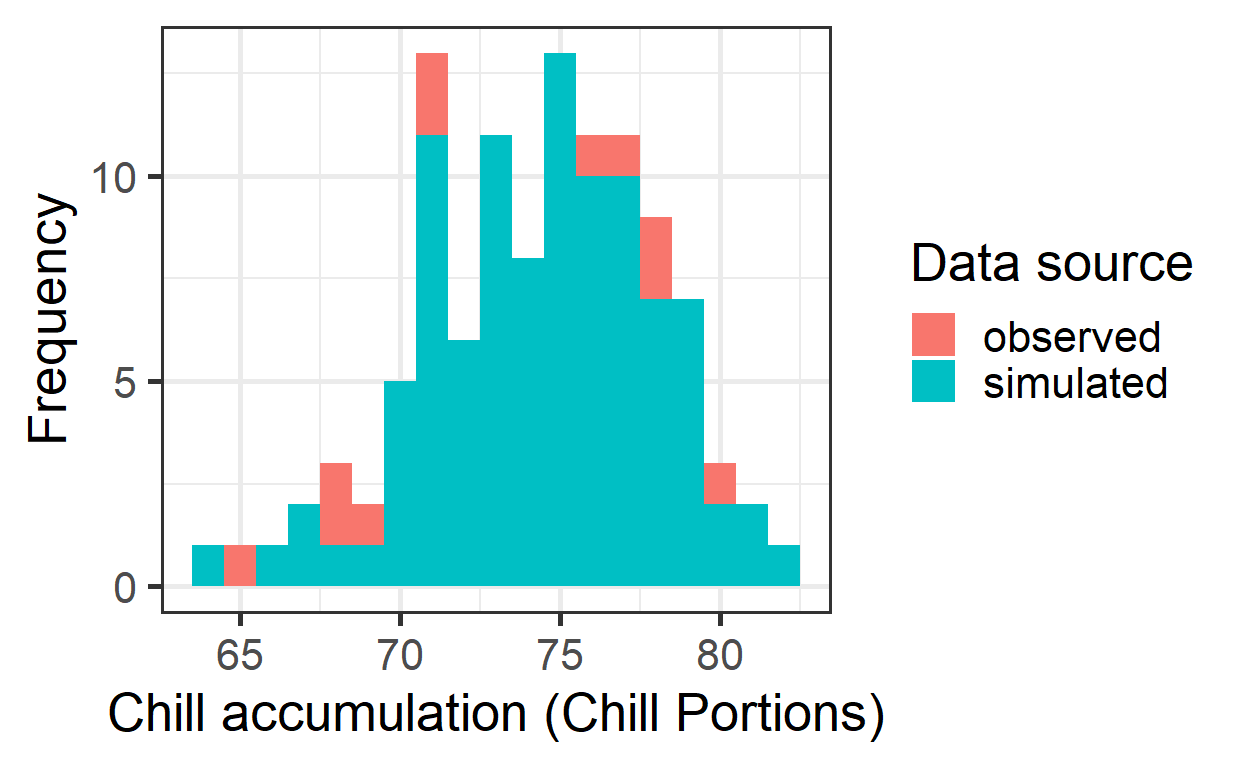 Frequency
10
5
0
65 70 75 80
Chill accumulation (Chill Portions)
Data source
observed
simulated